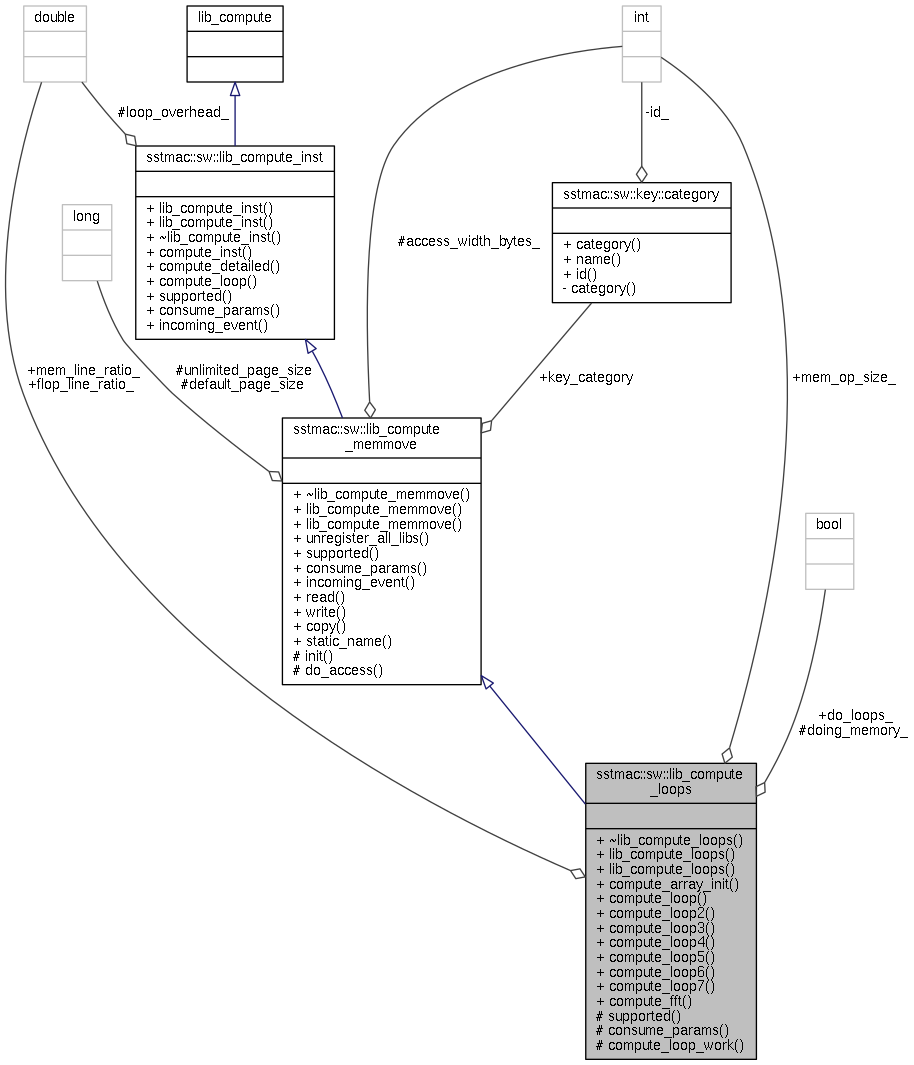 double
lib_compute
int
#loop_overhead_
-id_
sstmac::sw::lib_compute_inst
+ lib_compute_inst()
+ lib_compute_inst()
+ ~lib_compute_inst()
+ compute_inst()
+ compute_detailed()
+ compute_loop()
+ supported()
+ consume_params()
+ incoming_event()
sstmac::sw::key::category
+ category()
+ name()
+ id()
- category()
long
#access_width_bytes_
+mem_line_ratio_
+flop_line_ratio_
#unlimited_page_size
#default_page_size
+key_category
+mem_op_size_
sstmac::sw::lib_compute
_memmove
+ ~lib_compute_memmove()
+ lib_compute_memmove()
+ lib_compute_memmove()
+ unregister_all_libs()
+ supported()
+ consume_params()
+ incoming_event()
+ read()
+ write()
+ copy()
+ static_name()
# init()
# do_access()
bool
+do_loops_
#doing_memory_
sstmac::sw::lib_compute
_loops
+ ~lib_compute_loops()
+ lib_compute_loops()
+ lib_compute_loops()
+ compute_array_init()
+ compute_loop()
+ compute_loop2()
+ compute_loop3()
+ compute_loop4()
+ compute_loop5()
+ compute_loop6()
+ compute_loop7()
+ compute_fft()
# supported()
# consume_params()
# compute_loop_work()